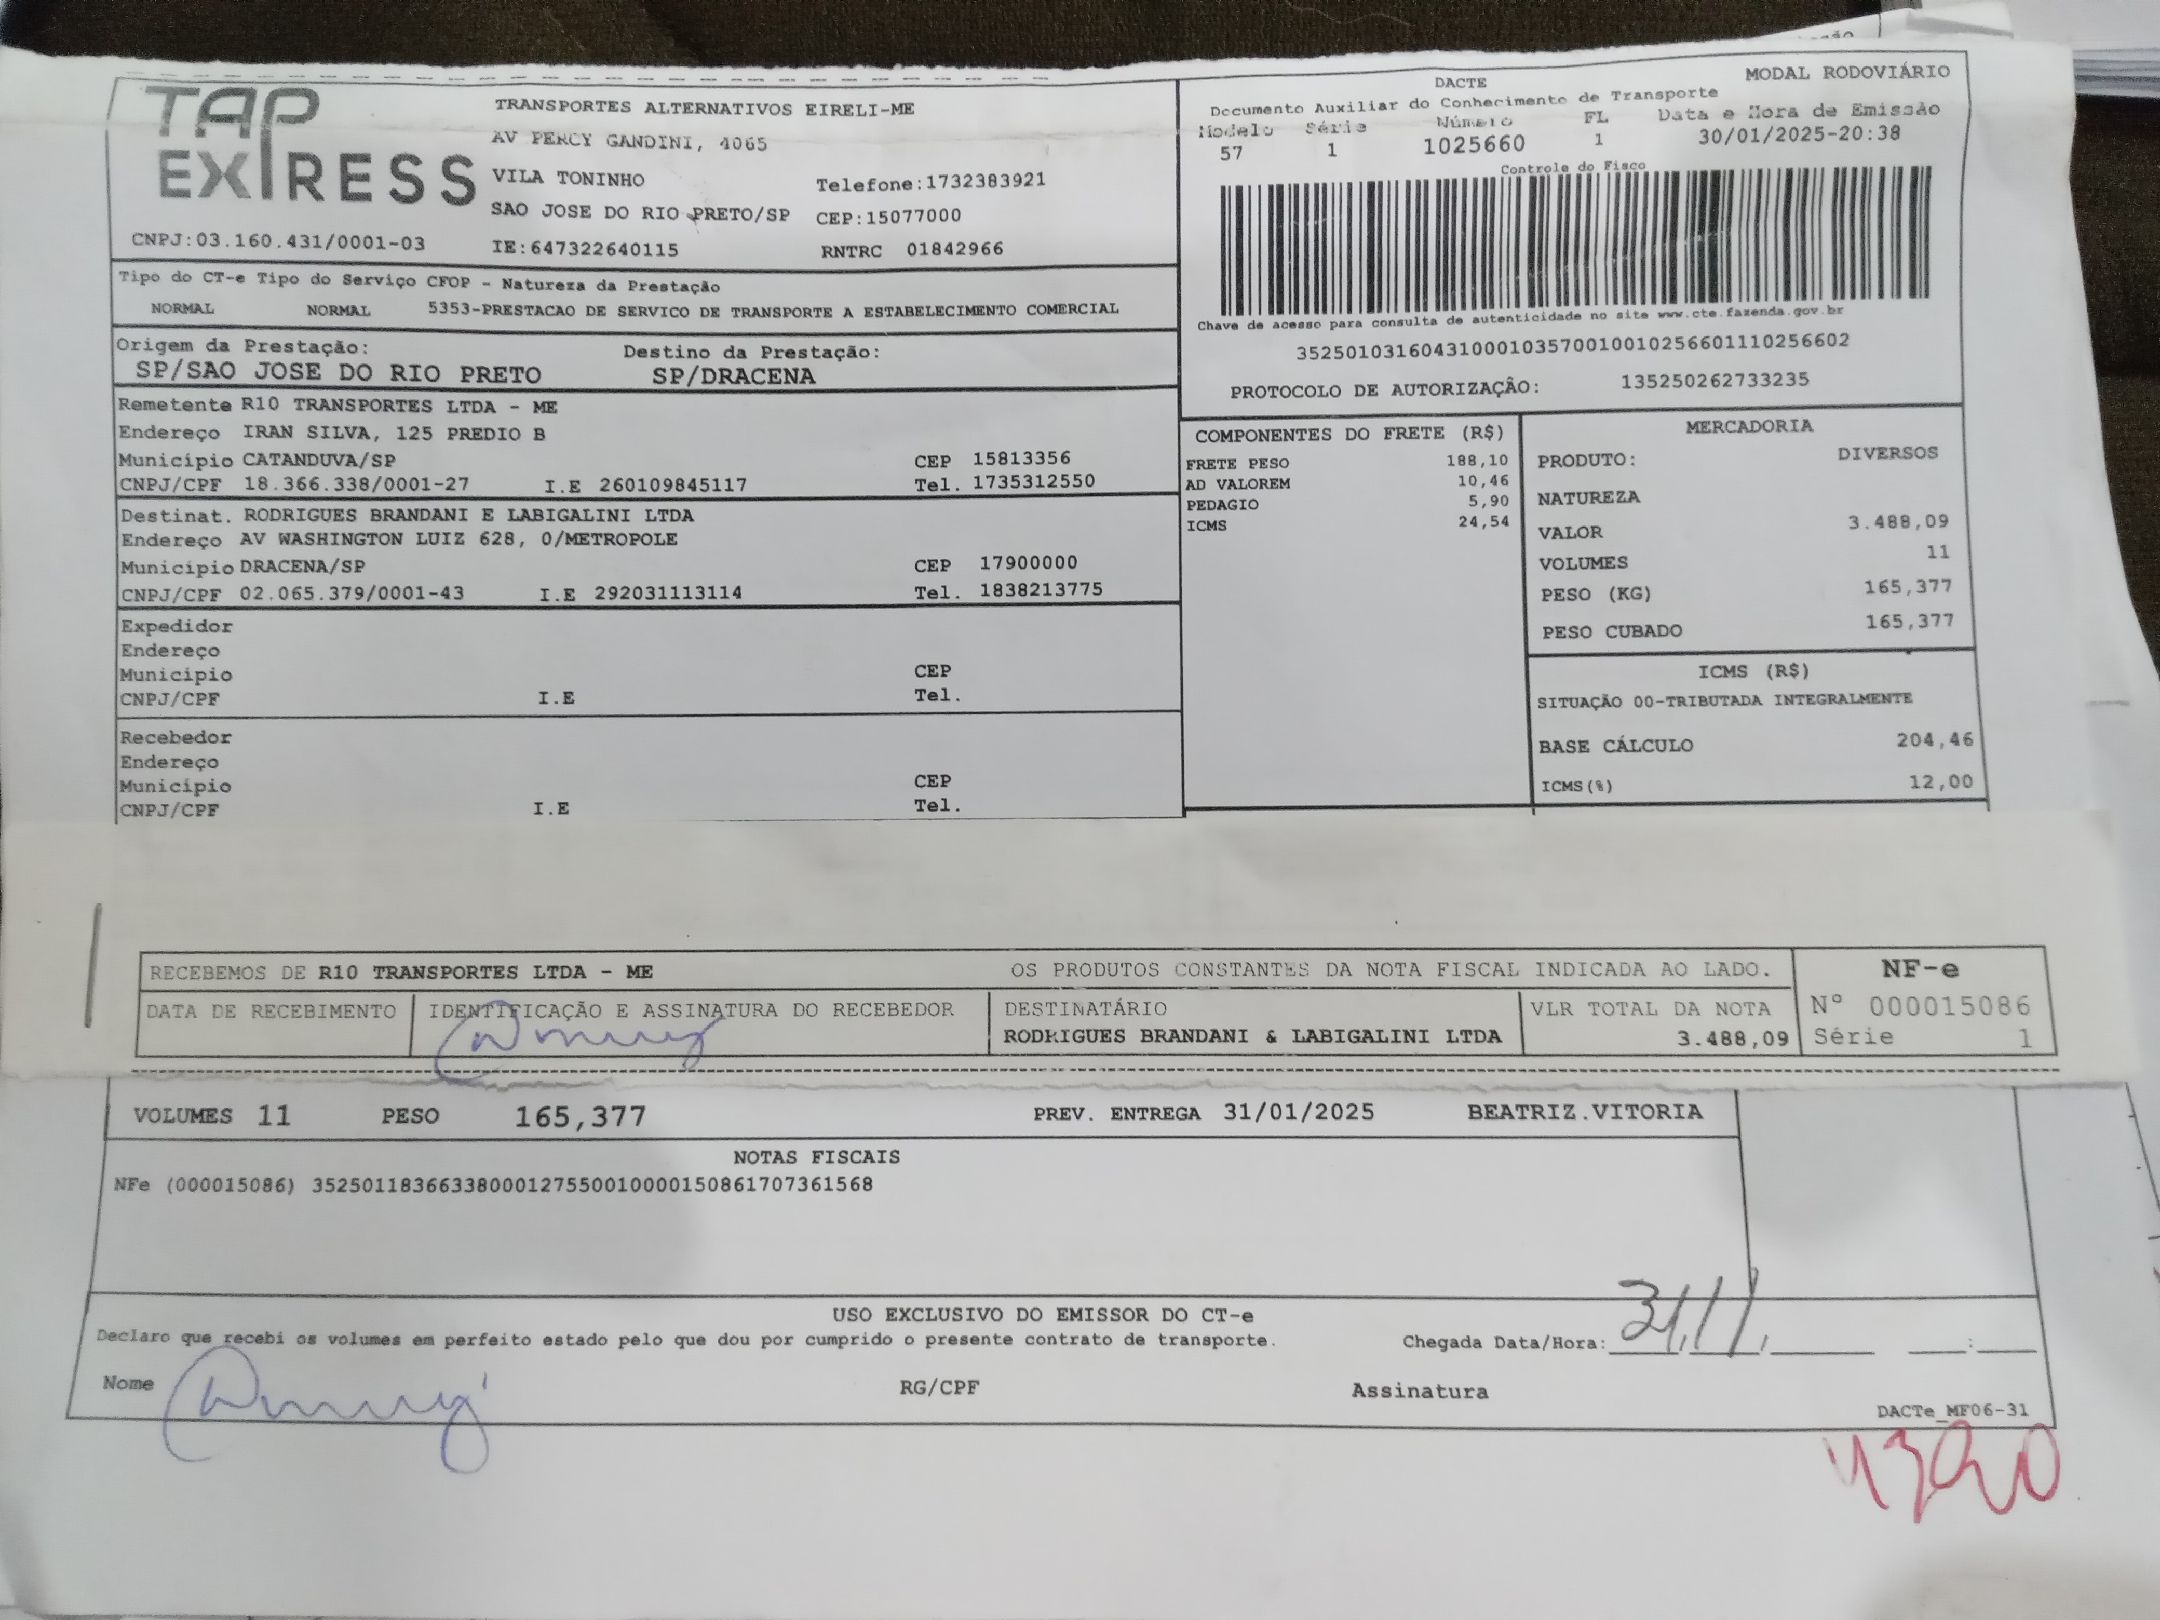 TAP EXPRESS
TRANSPORTES ALTERNATIVOS EIRELI-ME
AV PERCY GANDINI, 4065
VILA TONINHO Telefone:1732383921
SAO JOSE DO RIO PRETO/SP CEP:15077000
CNPJ:03.160.431/0001-03 IE:647322640115 RNTRC 01842966
DACTE MODAL RODOVIÁRIO
Documento Auxiliar do Conhecimento de Transporte
Modelo Série Número FL Data e Hora de Emissão
57 1 1025660 1 30/01/2025-20:38
Controle do Fisco
Chave de acesso para consulta de autenticidade no site www.cte.fazenda.gov.br
35250103160431000103570010010256601110256602
PROTOCOLO DE AUTORIZAÇÃO: 135250262733235
Tipo do CT-e Tipo do Serviço CFOP - Natureza da Prestação
NORMAL NORMAL 5353-PRESTACAO DE SERVICO DE TRANSPORTE A ESTABELECIMENTO COMERCIAL
Origem da Prestação: Destino da Prestação:
SP/SAO JOSE DO RIO PRETO SP/DRACENA
Remetente R10 TRANSPORTES LTDA - ME
Endereço IRAN SILVA, 125 PREDIO B
Município CATANDUVA/SP CEP 15813356
CNPJ/CPF 18.366.338/0001-27 I.E 260109845117 Tel. 1735312550
Destinat. RODRIGUES BRANDANI E LABIGALINI LTDA
Endereço AV WASHINGTON LUIZ 628, 0/METROPOLE
Município DRACENA/SP CEP 17900000
CNPJ/CPF 02.065.379/0001-43 I.E 292031113114 Tel. 1838213775
Expedidor
Endereço
Município CEP
CNPJ/CPF I.E Tel.
Recebedor
Endereço
Município CEP
CNPJ/CPF I.E Tel.
COMPONENTES DO FRETE (R$)
FRETE PESO 188,10
AD VALOREM 10,46
PEDAGIO 5,90
ICMS 24,54
MERCADORIA
PRODUTO: DIVERSOS
NATUREZA
VALOR 3.488,09
VOLUMES 11
PESO (KG) 165,377
PESO CUBADO 165,377
ICMS (R$)
SITUAÇÃO 00-TRIBUTADA INTEGRALMENTE
BASE CÁLCULO 204,46
ICMS(%) 12,00
RECEBEMOS DE R10 TRANSPORTES LTDA - ME OS PRODUTOS CONSTANTES DA NOTA FISCAL INDICADA AO LADO.
DATA DE RECEBIMENTO IDENTIFICAÇÃO E ASSINATURA DO RECEBEDOR DESTINATÁRIO VLR TOTAL DA NOTA
RODRIGUES BRANDANI & LABIGALINI LTDA 3.488,09
NF-e
Nº 000015086
Série 1
VOLUMES 11 PESO 165,377 PREV. ENTREGA 31/01/2025 BEATRIZ.VITORIA
NOTAS FISCAIS
NFe (000015086) 35250118366338000127550010000150861707361568
USO EXCLUSIVO DO EMISSOR DO CT-e
Declaro que recebi os volumes em perfeito estado pelo que dou por cumprido o presente contrato de transporte. Chegada Data/Hora: 31/1/
Nome RG/CPF Assinatura
DACTe_MF06-31